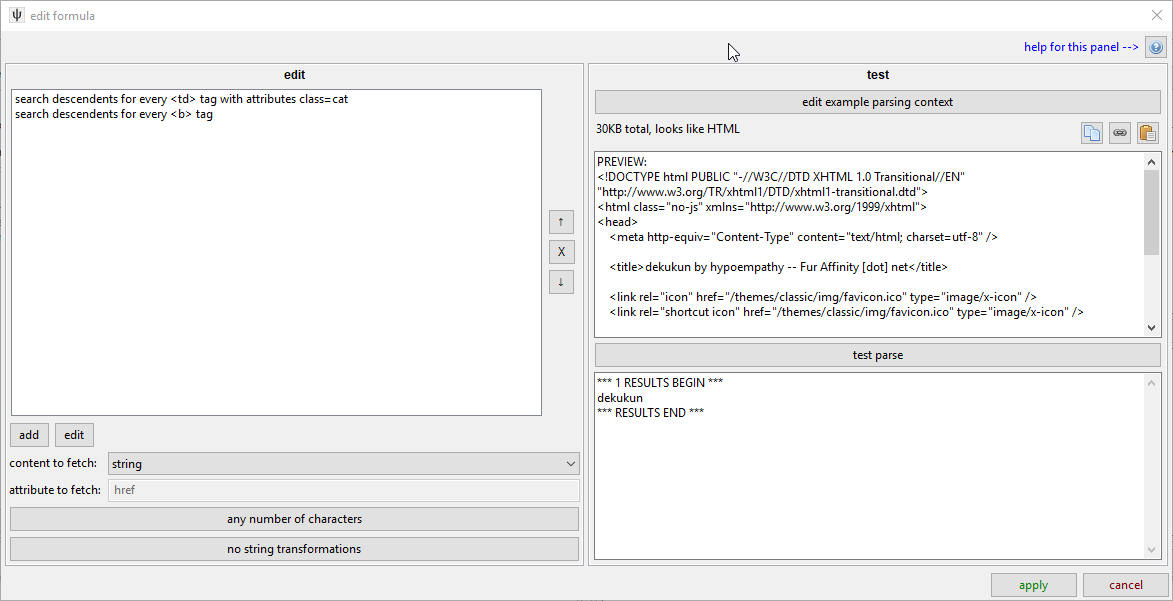 edit formula
help for this panel -->
edit
search descendents for every <td> tag with attributes class=cat
search descendents for every <b> tag
↑
X
↓
add
edit
content to fetch:
string
attribute to fetch:
href
any number of characters
no string transformations
test
edit example parsing context
30KB total, looks like HTML
PREVIEW:
<!DOCTYPE html PUBLIC "-//W3C//DTD XHTML 1.0 Transitional//EN"
"http://www.w3.org/TR/xhtml1/DTD/xhtml1-transitional.dtd">
<html class="no-js" xmlns="http://www.w3.org/1999/xhtml">
<head>
<meta http-equiv="Content-Type" content="text/html; charset=utf-8" />
<title>dekukun by hypoempathy -- Fur Affinity [dot] net</title>
<link rel="icon" href="/themes/classic/img/favicon.ico" type="image/x-icon" />
<link rel="shortcut icon" href="/themes/classic/img/favicon.ico" type="image/x-icon" />
test parse
*** 1 RESULTS BEGIN ***
dekukun
*** RESULTS END ***
apply
cancel